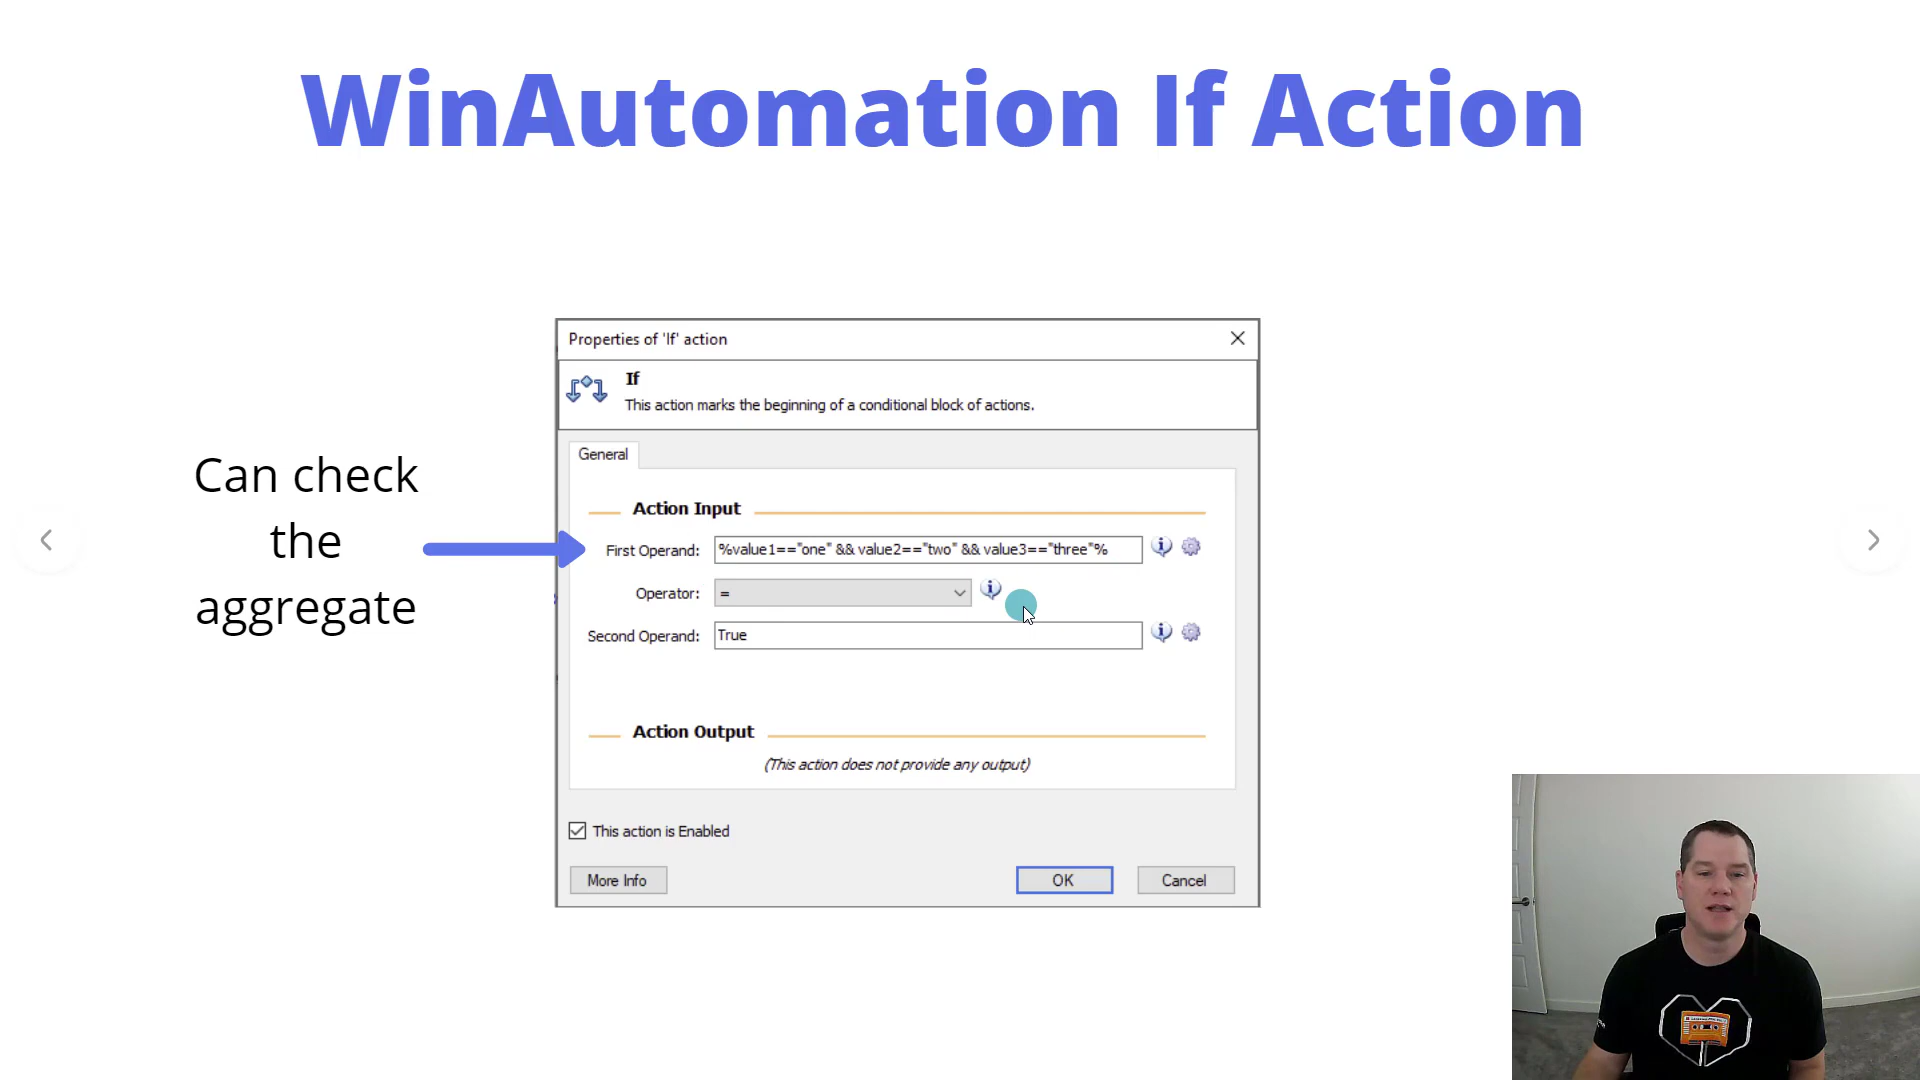 WinAutomation If Action
Can check
the
aggregate
Properties of 'If' action
If
This action marks the beginning of a conditional block of actions.
General
Action Input
First Operand: %value1=="one" && value2=="two" && value3=="three"%
Operator: =
Second Operand: True
Action Output
(This action does not provide any output)
This action is Enabled
More Info
OK
Cancel